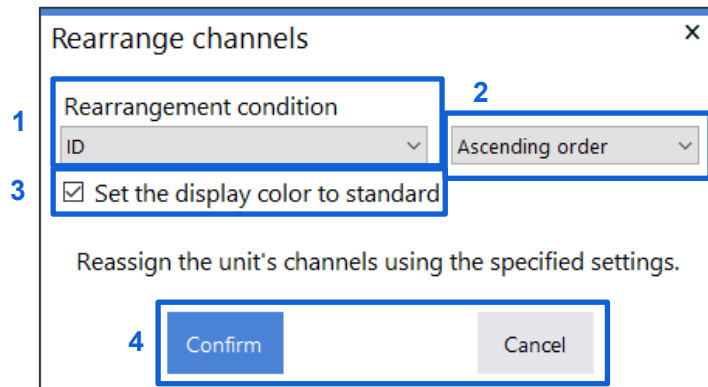 Rearrange channels ×
1 Rearrangement condition 2
ID Ascending order
3 Set the display color to standard
Reassign the unit's channels using the specified settings.
4 Confirm Cancel